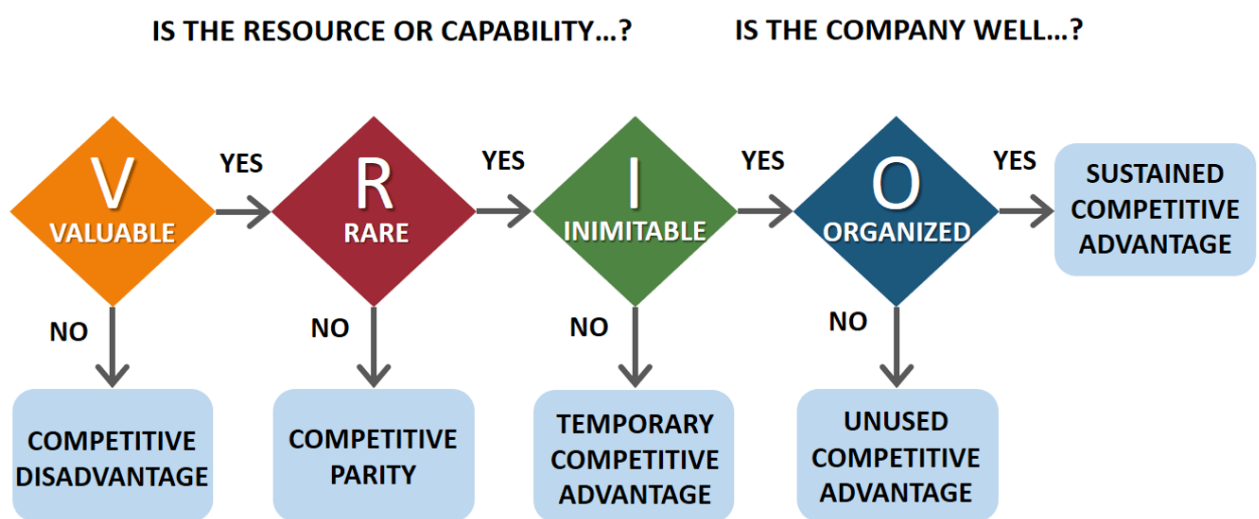 IS THE RESOURCE OR CAPABILITY...?
IS THE COMPANY WELL...?
V
VALUABLE
YES
R
RARE
YES
I
INIMITABLE
YES
O
ORGANIZED
YES
SUSTAINED
COMPETITIVE
ADVANTAGE
NO
NO
NO
NO
COMPETITIVE
DISADVANTAGE
COMPETITIVE
PARITY
TEMPORARY
COMPETITIVE
ADVANTAGE
UNUSED
COMPETITIVE
ADVANTAGE